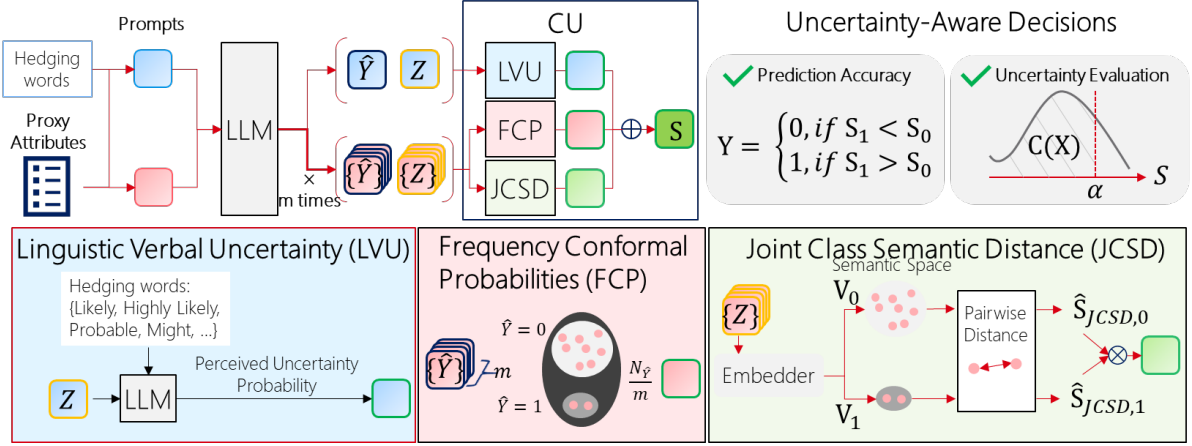 Prompts
Hedging
words
Proxy
Attributes
LLM
×
m times
Ŷ
Z
{Ŷ}
{Z}
CU
LVU
FCP
JCSD
⊕
S
Uncertainty-Aware Decisions
Prediction Accuracy
Y = {0, if S₁ < S₀
1, if S₁ > S₀
Uncertainty Evaluation
C(X)
α
S
Linguistic Verbal Uncertainty (LVU)
Hedging words:
{Likely, Highly Likely,
Probable, Might, ...}
Perceived Uncertainty
Probability
Z
LLM
Frequency Conformal
Probabilities (FCP)
Ŷ = 0
{Ŷ}
m
Ŷ = 1
N_Ŷ/m
Joint Class Semantic Distance (JCSD)
Semantic Space
V₀
{Z}
Embedder
V₁
Pairwise
Distance
Ŝ_JCSD,0
⊗
Ŝ_JCSD,1